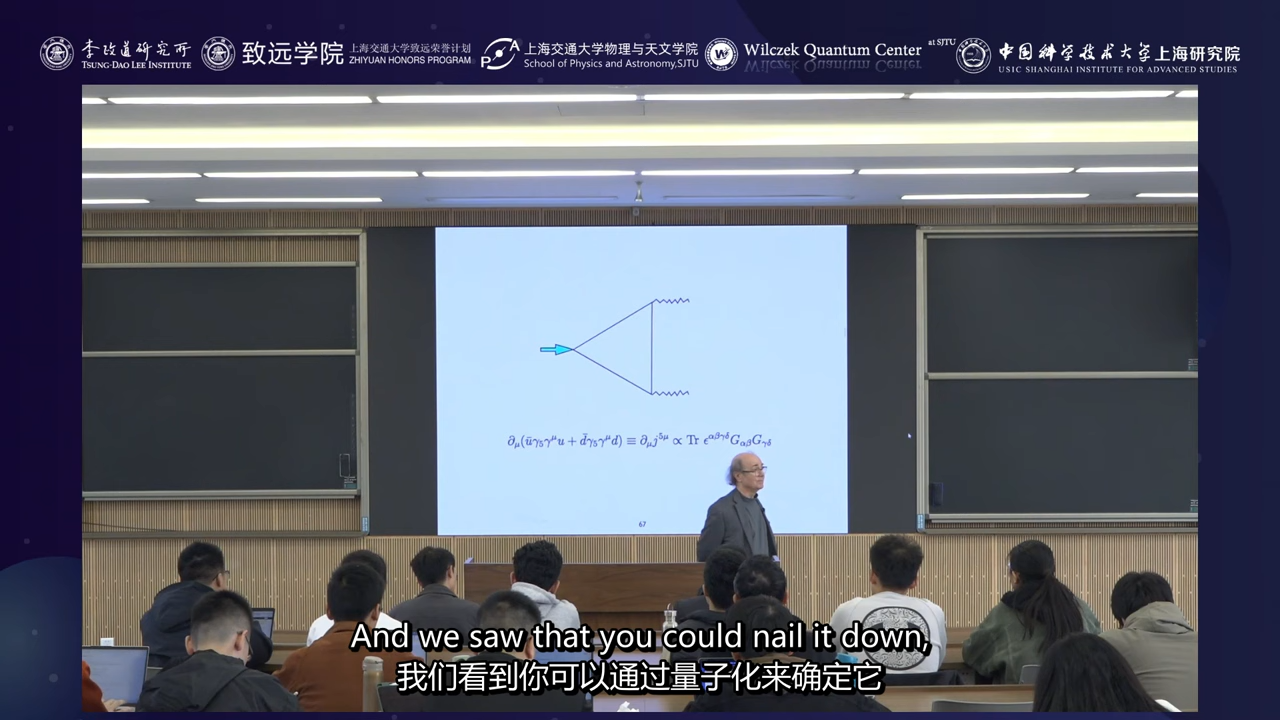 李政道研究所
TSUNG-DAO LEE INSTITUTE
致远学院
上海交通大学致远荣誉计划
ZHIYUAN HONORS PROGRAM
上海交通大学物理与天文学院
School of Physics and Astronomy,SJTU
Wilczek Quantum Center
at SJTU
中国科学技术大学上海研究院
USTC SHANGHAI INSTITUTE FOR ADVANCED STUDIES
∂_μ(ūγ₅γ^μu + d̄γ₅γ^μd) ≡ ∂_μj^{5μ} ∝ Tr ε^{αβγδ}G_{αβ}G_{γδ}
67
And we saw that you could nail it down,
我们看到你可以通过量子化来确定它